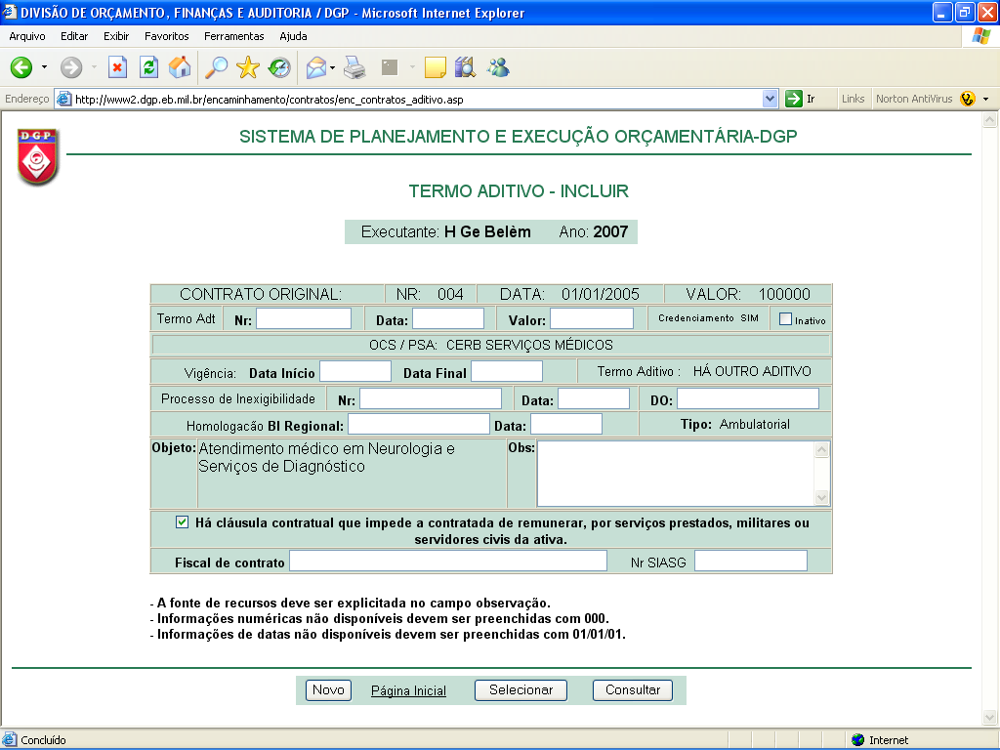 DIVISÃO DE ORÇAMENTO, FINANÇAS E AUDITORIA / DGP - Microsoft Internet Explorer
Arquivo Editar Exibir Favoritos Ferramentas Ajuda
Endereço http://www2.dgp.eb.mil.br/encaminhamento/contratos/enc_contratos_aditivo.asp Ir Links Norton AntiVirus
DGP
SISTEMA DE PLANEJAMENTO E EXECUÇÃO ORÇAMENTÁRIA-DGP
TERMO ADITIVO - INCLUIR
Executante: H Ge Belèm Ano: 2007
CONTRATO ORIGINAL: NR: 004 DATA: 01/01/2005 VALOR: 100000
Termo Adt Nr: Data: Valor: Credenciamento SIM Inativo
OCS / PSA: CERB SERVIÇOS MÉDICOS
Vigência: Data Início Data Final Termo Aditivo : HÁ OUTRO ADITIVO
Processo de Inexigibilidade Nr: Data: DO:
Homologacão BI Regional: Data: Tipo: Ambulatorial
Objeto: Atendimento médico em Neurologia e Obs:
Serviços de Diagnóstico
Há cláusula contratual que impede a contratada de remunerar, por serviços prestados, militares ou
servidores civis da ativa.
Fiscal de contrato Nr SIASG
- A fonte de recursos deve ser explicitada no campo observação.
- Informações numéricas não disponíveis devem ser preenchidas com 000.
- Informações de datas não disponíveis devem ser preenchidas com 01/01/01.
Novo Página Inicial Selecionar Consultar
Concluído Internet